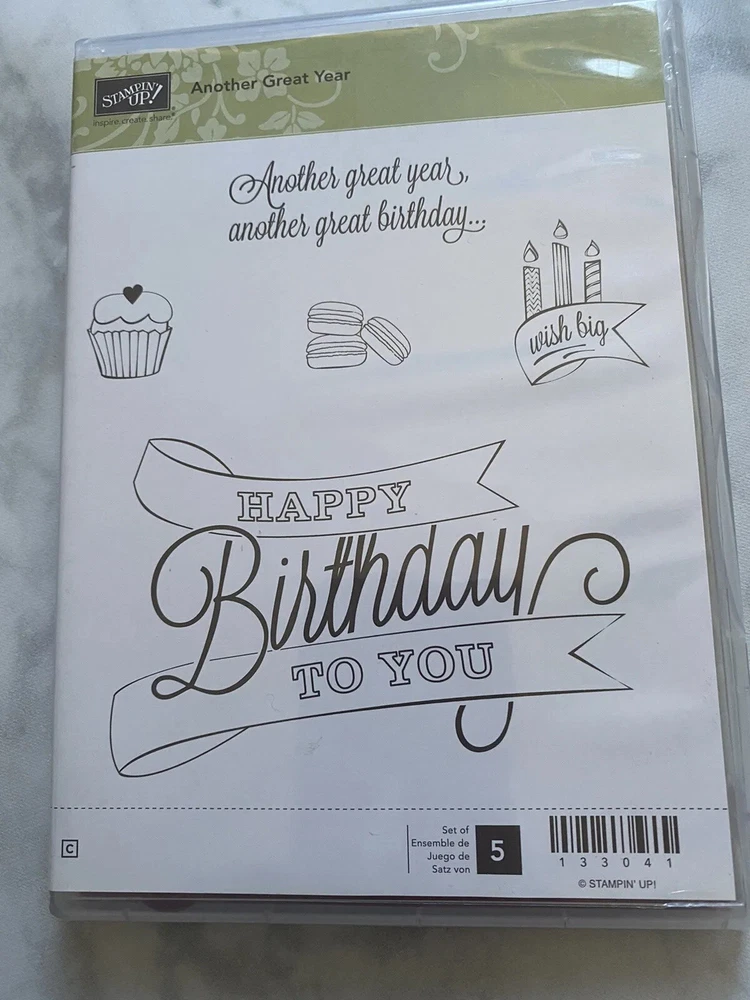 STAMPIN' UP!®
inspire.create.share.®
Another Great Year
Another great year,
another great birthday...
wish big
HAPPY
Birthday
TO YOU
C
Set of
Ensemble de
Juego de
Satz von
5
133041
© STAMPIN' UP!